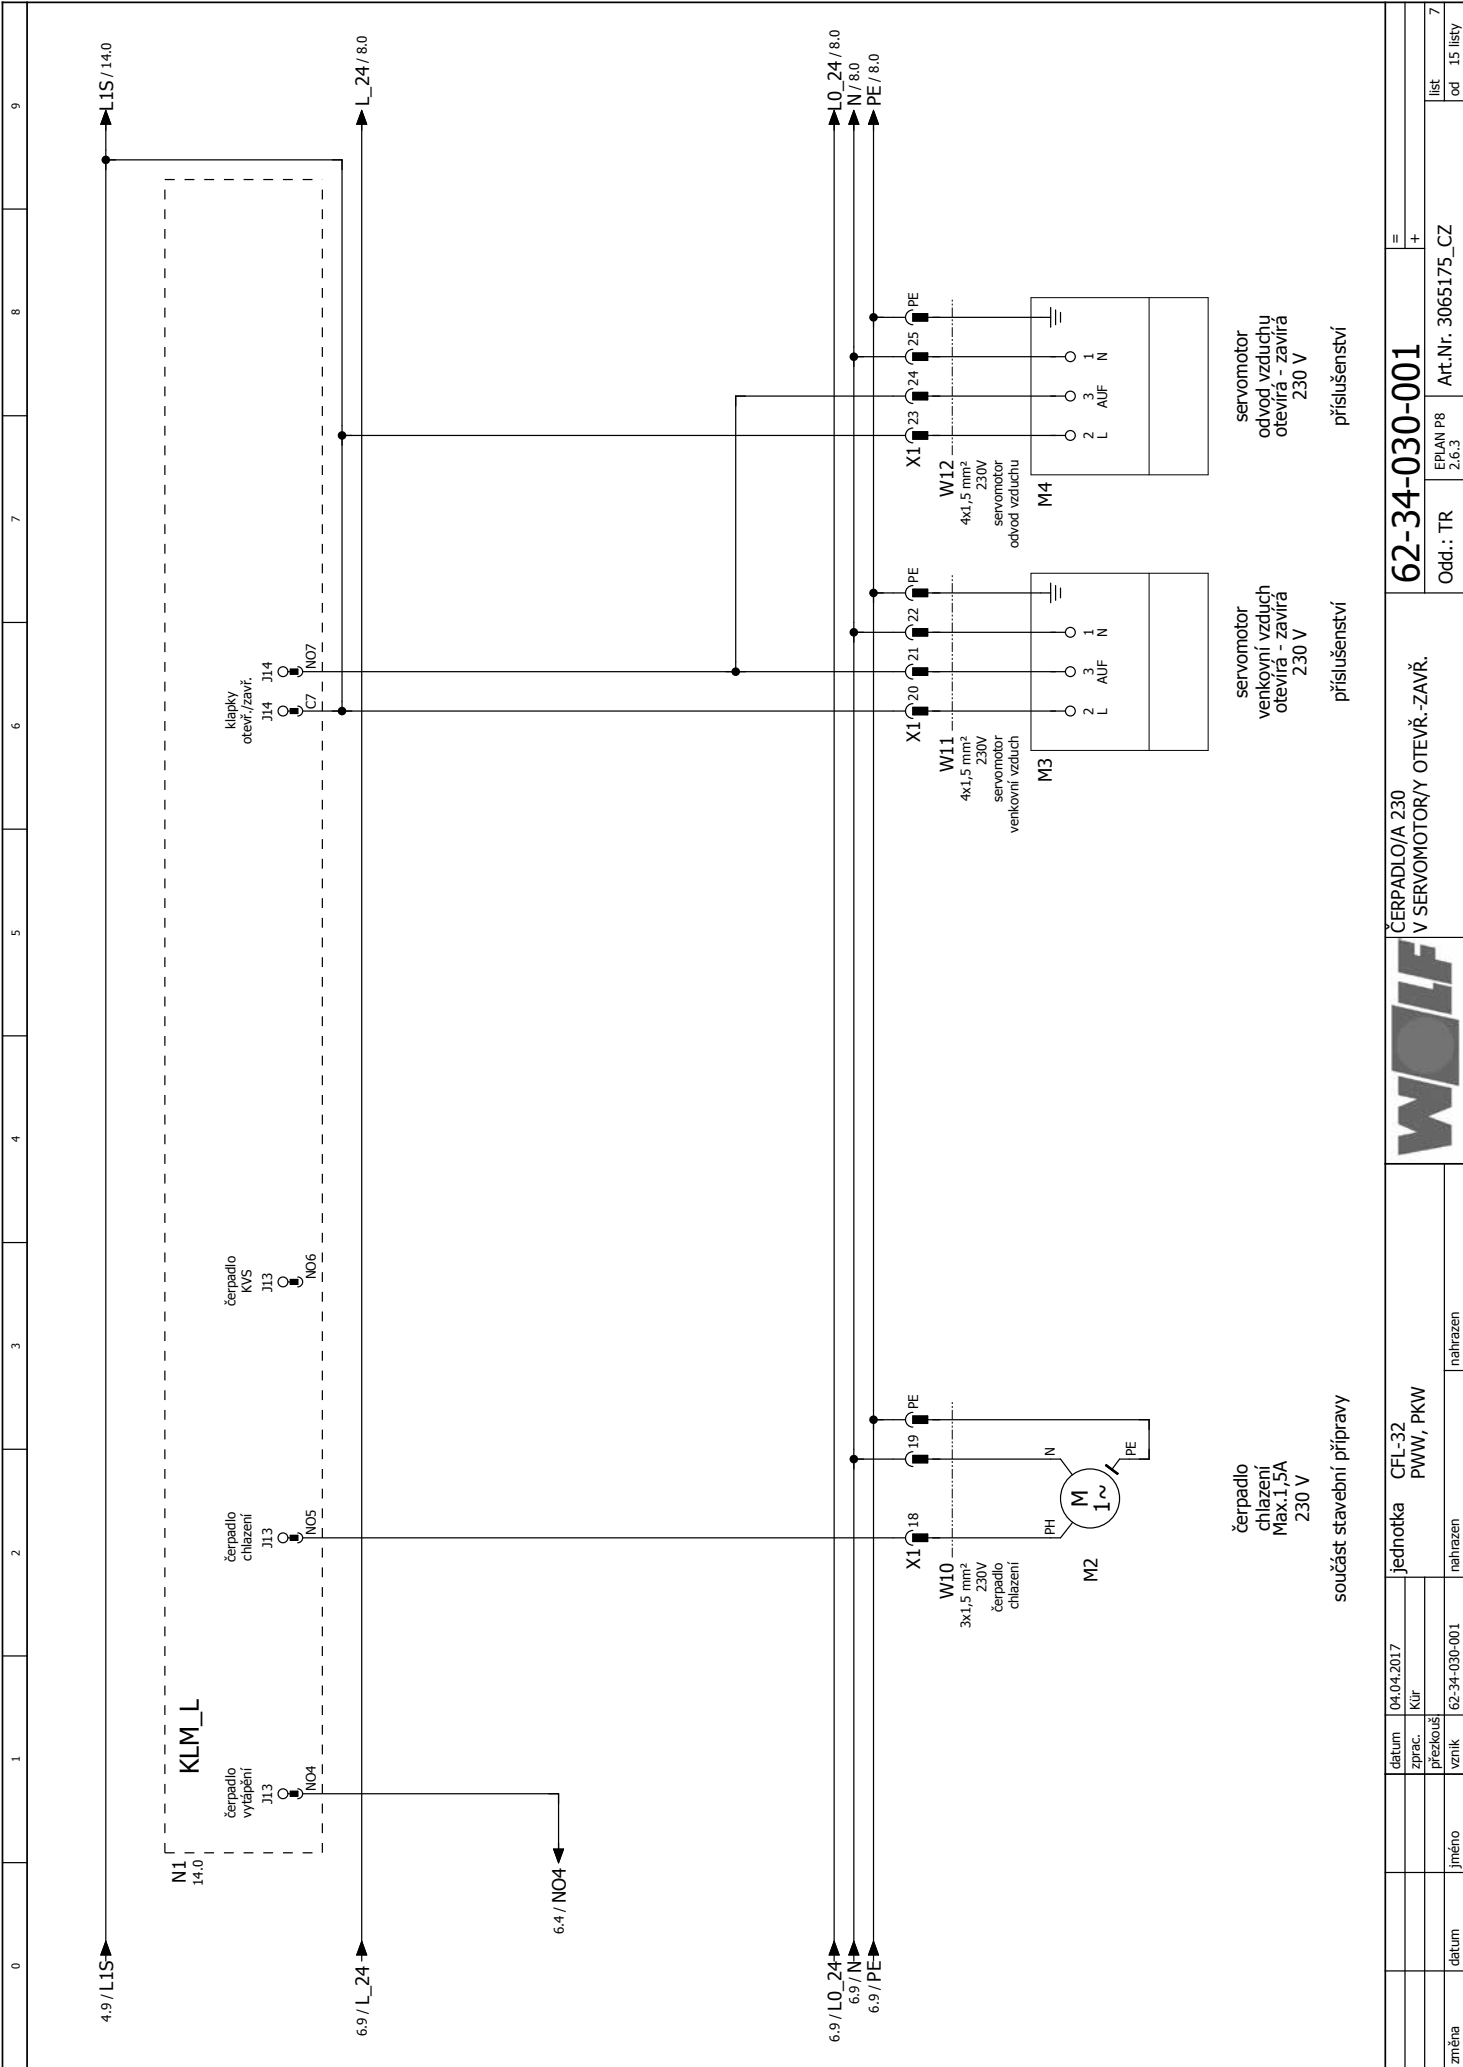 0
1
2
3
4
5
6
7
8
9
4.9 / L1S
L1S / 14.0
N1
14.0
KLM_L
čerpadlo
vytápění
J13
NO4
čerpadlo
chlazení
J13
NO5
čerpadlo
KVS
J13
NO6
klapky
otevř./zavř.
J14
C7
J14
NO7
6.9 / L_24
L_24 / 8.0
6.4 / NO4
6.9 / L0_24
L0_24 / 8.0
6.9 / N
N / 8.0
6.9 / PE
PE / 8.0
X1
18
19
PE
W10
3x1,5 mm²
230V
čerpadlo
chlazení
PH
N
M
1~
PE
M2
čerpadlo
chlazení
Max.1,5A
230 V
součást stavební přípravy
X1
20
21
22
PE
W11
4x1,5 mm²
230V
servomotor
venkovní vzduch
2
L
3
AUF
1
N
M3
servomotor
venkovní vzduch
otevírá - zavírá
230 V
příslušenství
X1
23
24
25
PE
W12
4x1,5 mm²
230V
servomotor
odvod vzduchu
2
L
3
AUF
1
N
M4
servomotor
odvod vzduchu
otevírá - zavírá
230 V
příslušenství
změna
datum
jméno
datum
04.04.2017
zprac.
Kür
přezkouš.
vznik
62-34-030-001
jednotka
CFL-32
PWW, PKW
nahrazen
nahrazen
WOLF
ČERPADLO/A 230
V SERVOMOTOR/Y OTEVŘ.-ZAVŘ.
62-34-030-001
=
+
Odd.: TR
EPLAN P8
2.6.3
Art.Nr. 3065175_CZ
list
7
od
15 listy